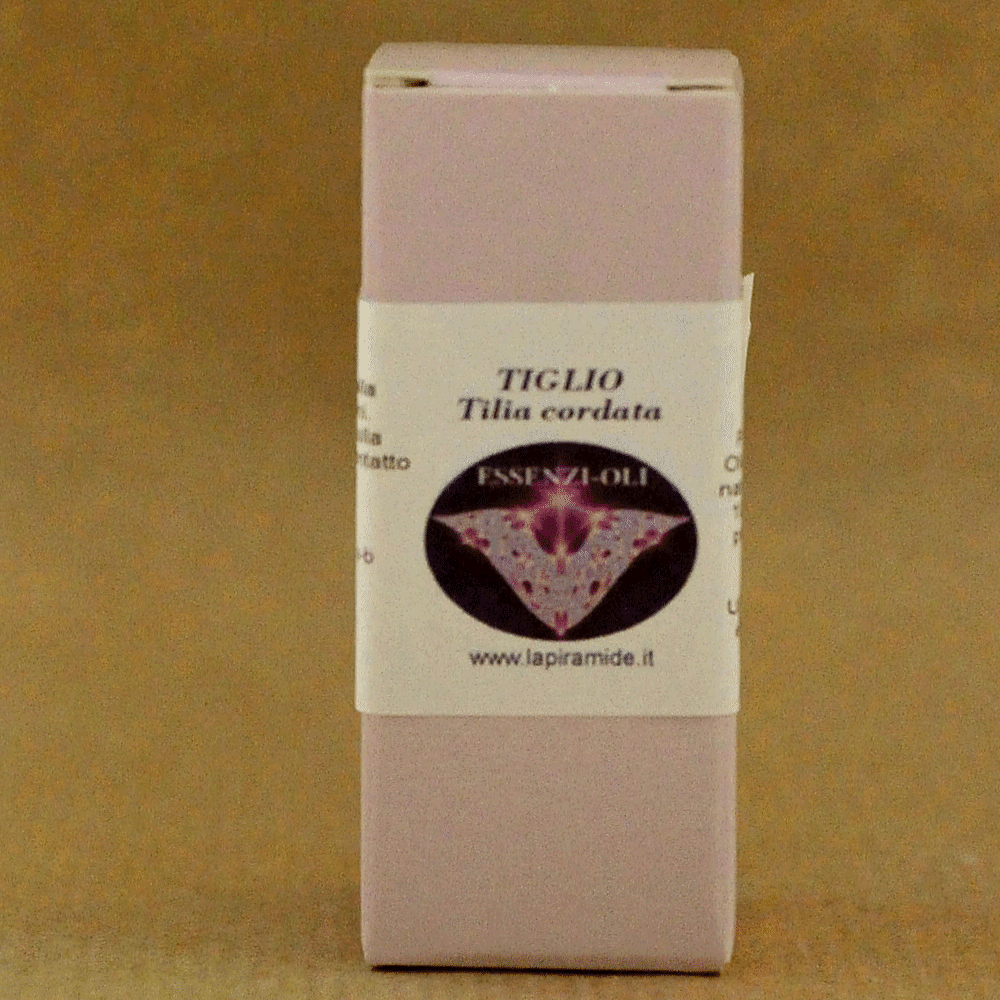 TIGLIO
Tilia cordata
ESSENZI-OLI
www.lapiramide.it